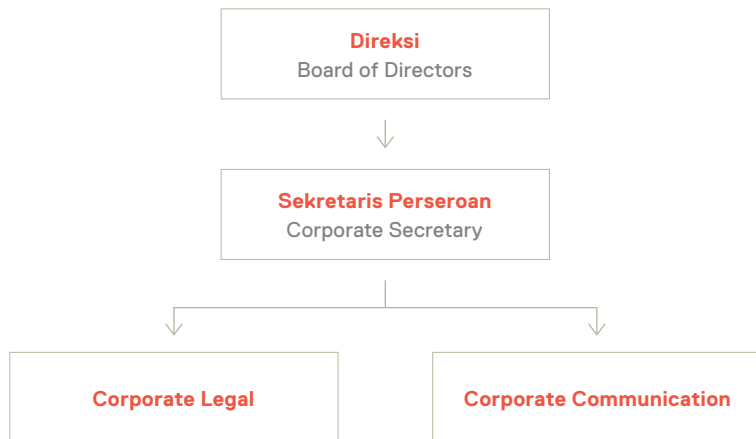 Direksi
Board of Directors
Sekretaris Perseroan
Corporate Secretary
Corporate Legal
Corporate Communication